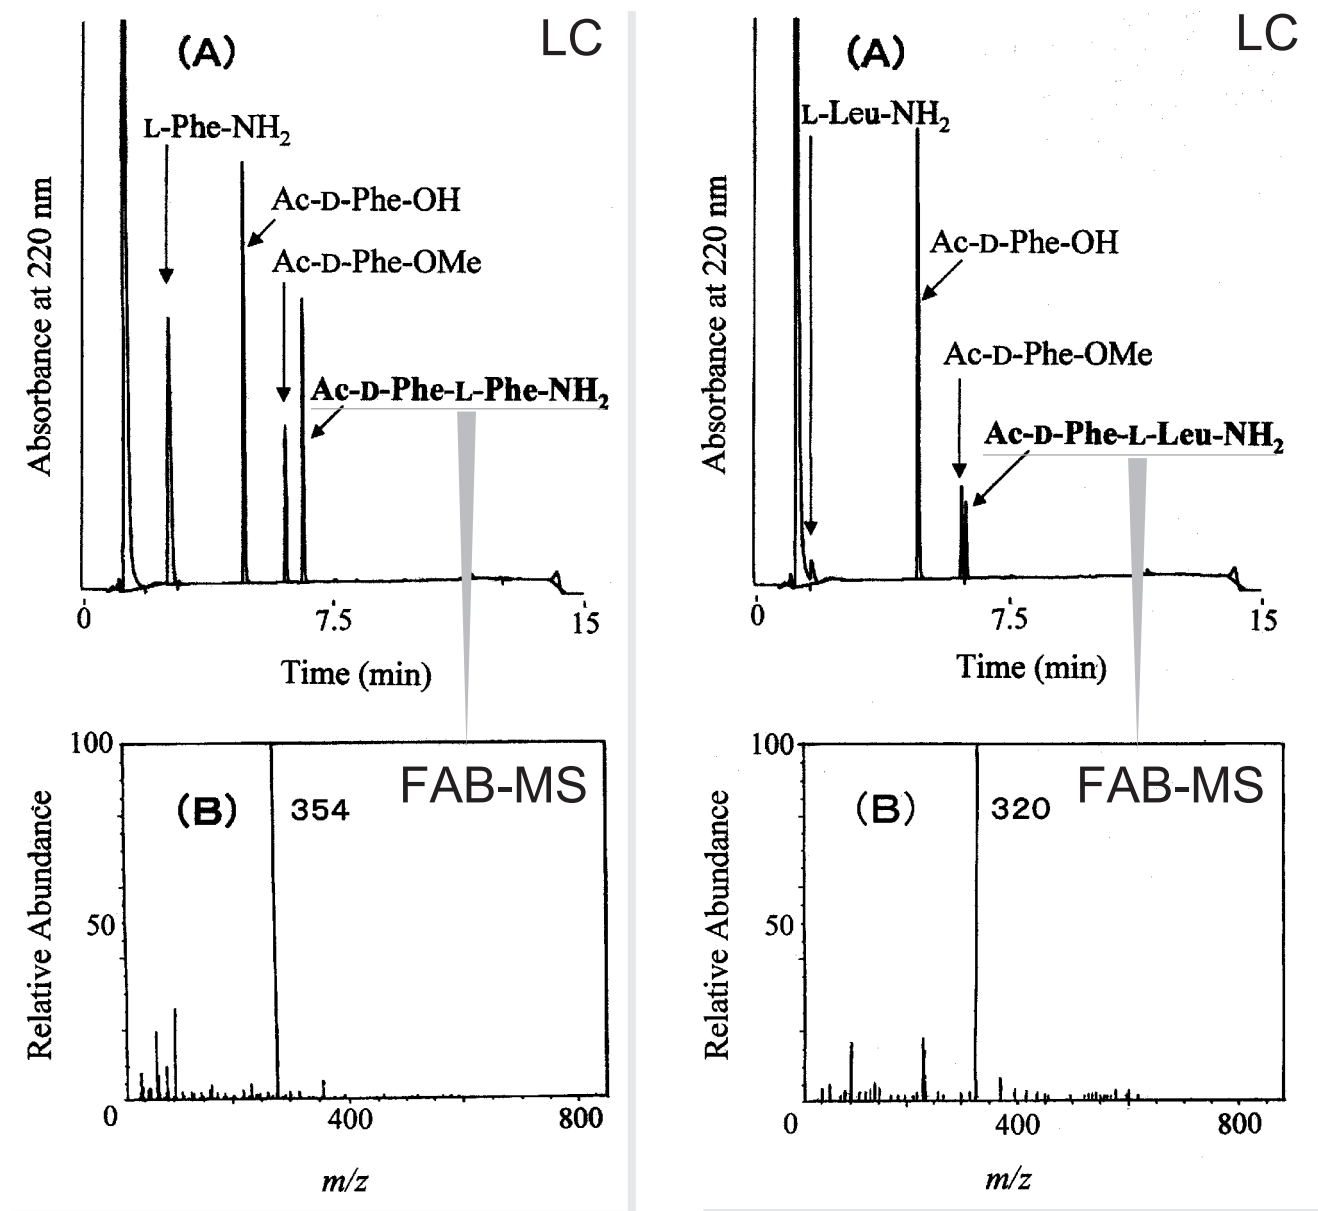 (A)
LC
L-Phe-NH2
Ac-D-Phe-OH
Ac-D-Phe-OMe
Ac-D-Phe-L-Phe-NH2
Absorbance at 220 nm
0
7.5
15
Time (min)
100
50
0
(B)
354
FAB-MS
Relative Abundance
400
800
m/z
(A)
LC
L-Leu-NH2
Ac-D-Phe-OH
Ac-D-Phe-OMe
Ac-D-Phe-L-Leu-NH2
Absorbance at 220 nm
0
7.5
15
Time (min)
100
50
0
(B)
320
FAB-MS
Relative Abundance
400
800
m/z